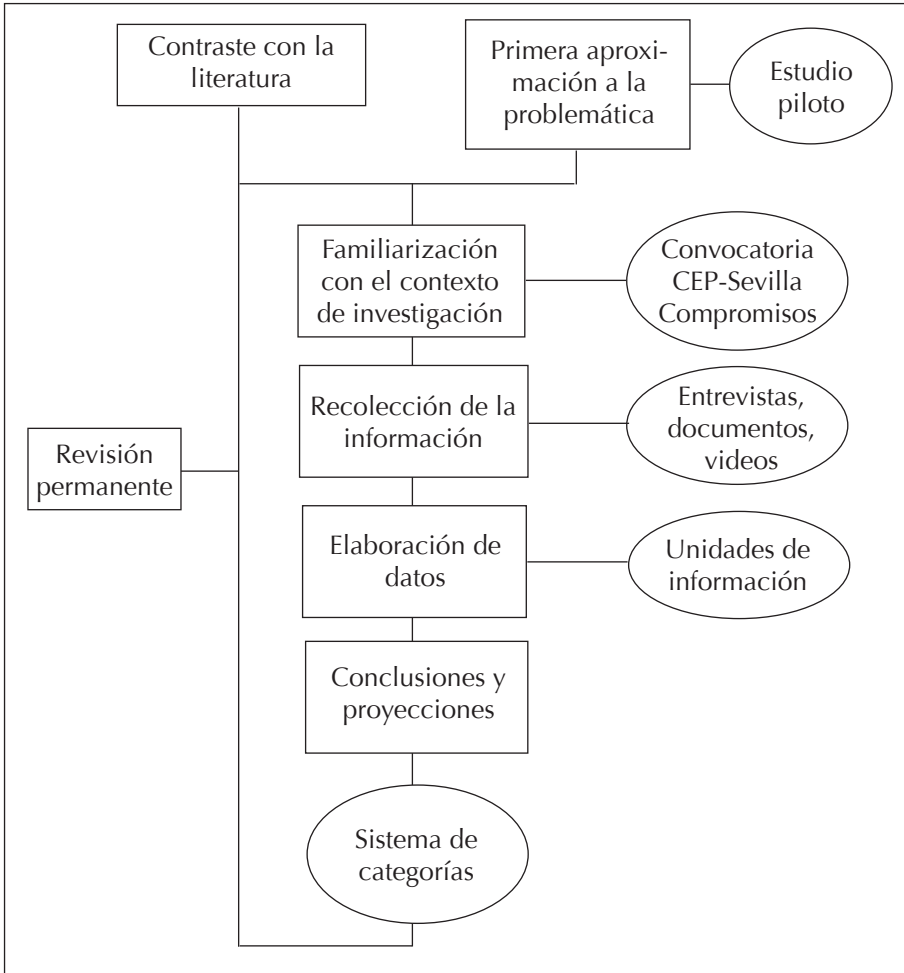 Contraste con la
literatura
Primera aproxi-
mación a la
problemática
Estudio
piloto
Familiarización
con el contexto
de investigación
Convocatoria
CEP-Sevilla
Compromisos
Recolección de la
información
Entrevistas,
documentos,
videos
Revisión
permanente
Elaboración de
datos
Unidades de
información
Conclusiones y
proyecciones
Sistema de
categorías